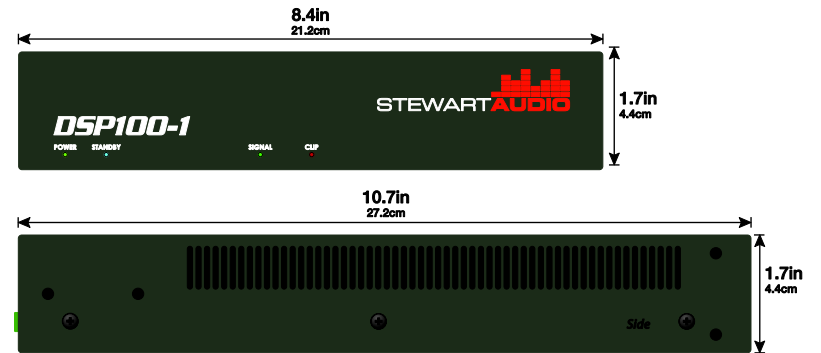 8.4in
21.2cm
STEWARTAUDIO
1.7in
4.4cm
DSP100-1
POWER STANDBY SIGNAL CLIP
10.7in
27.2cm
1.7in
4.4cm
Side